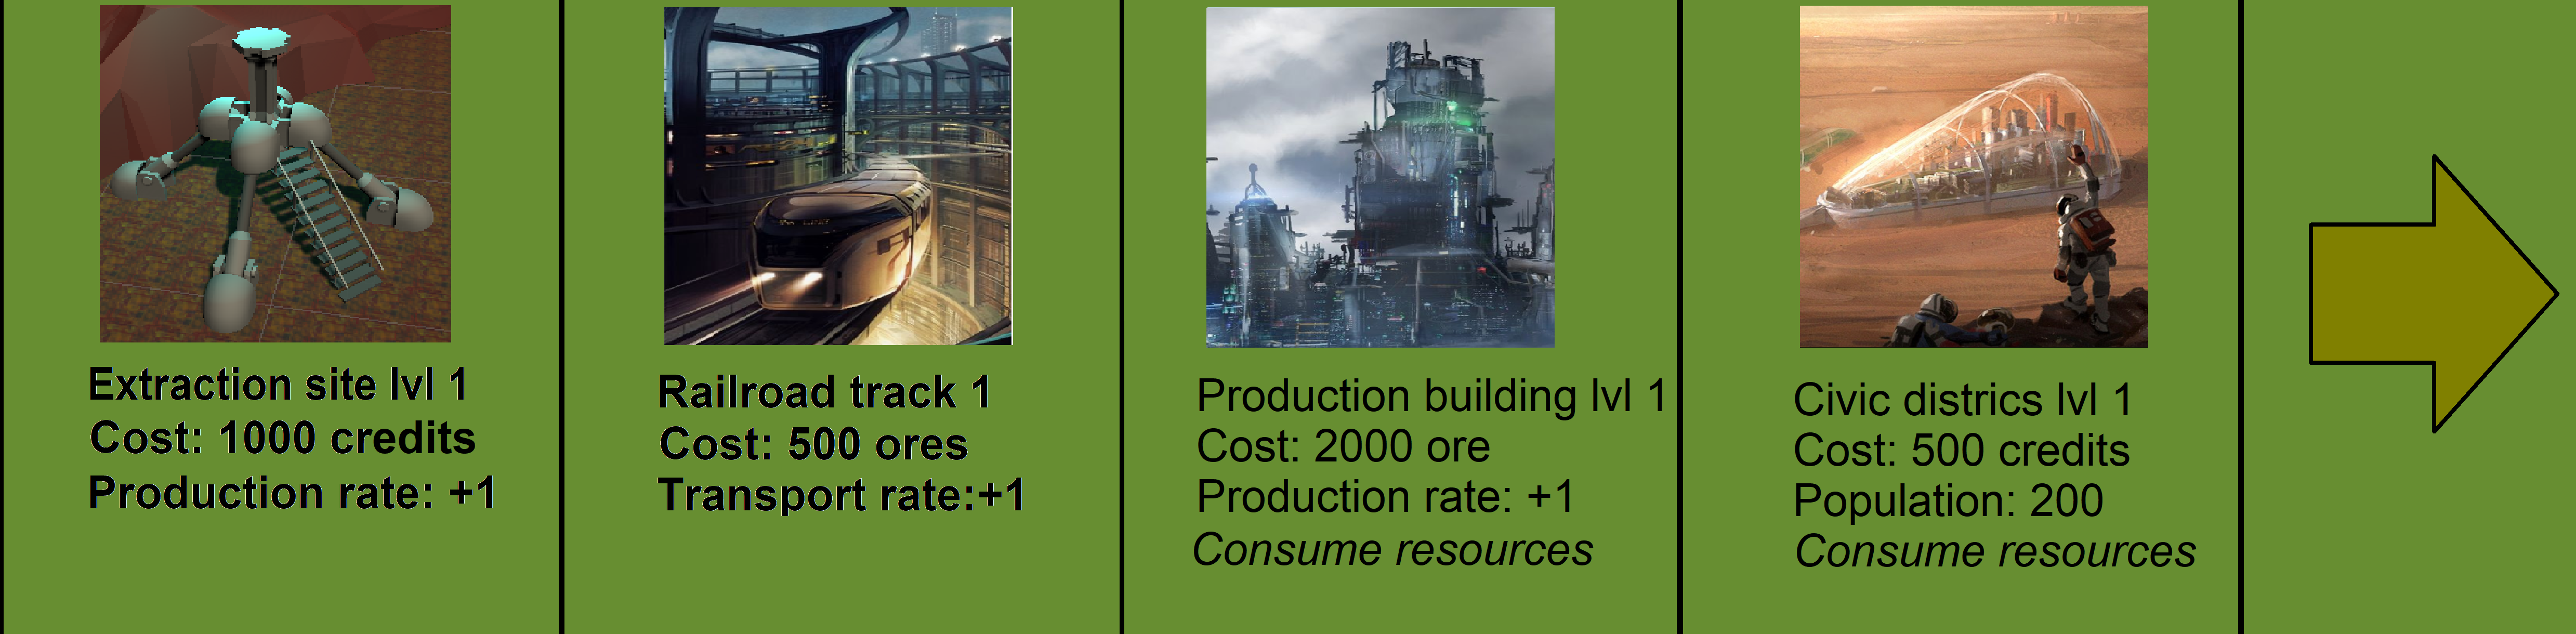 Extraction site lvl 1
Cost: 1000 credits
Production rate: +1
Railroad track 1
Cost: 500 ores
Transport rate:+1
Production building lvl 1
Cost: 2000 ore
Production rate: +1
Consume resources
Civic districs lvl 1
Cost: 500 credits
Population: 200
Consume resources